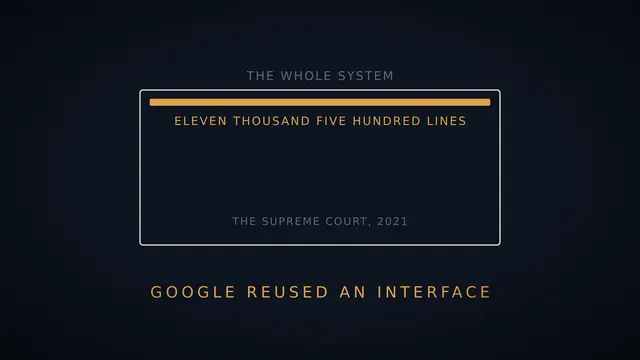 THE WHOLE SYSTEM
ELEVEN THOUSAND FIVE HUNDRED LINES
THE SUPREME COURT, 2021
GOOGLE REUSED AN INTERFACE